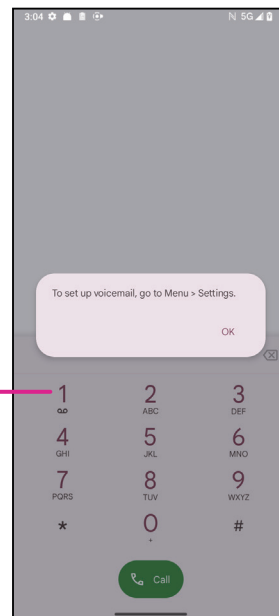 3:04 N 5G
To set up voicemail, go to Menu > Settings.
OK
1 2 3
ABC DEF
4 5 6
GHI JKL MNO
7 8 9
PQRS TUV WXYZ
* 0 #
+
Call